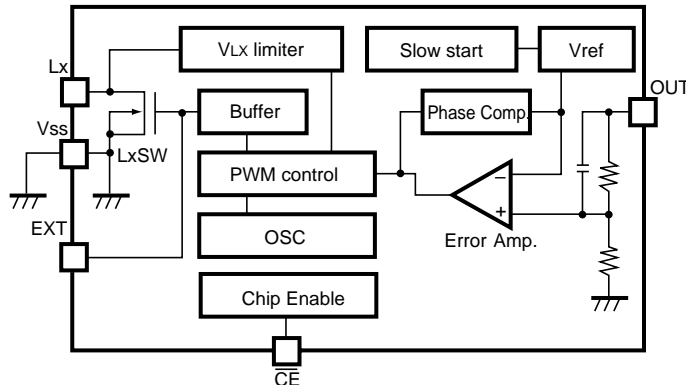 VLX limiter
Slow start
Vref
Lx
OUT
Buffer
Phase Comp.
Vss
LxSW
PWM control
−
+
EXT
OSC
Error Amp.
Chip Enable
CE